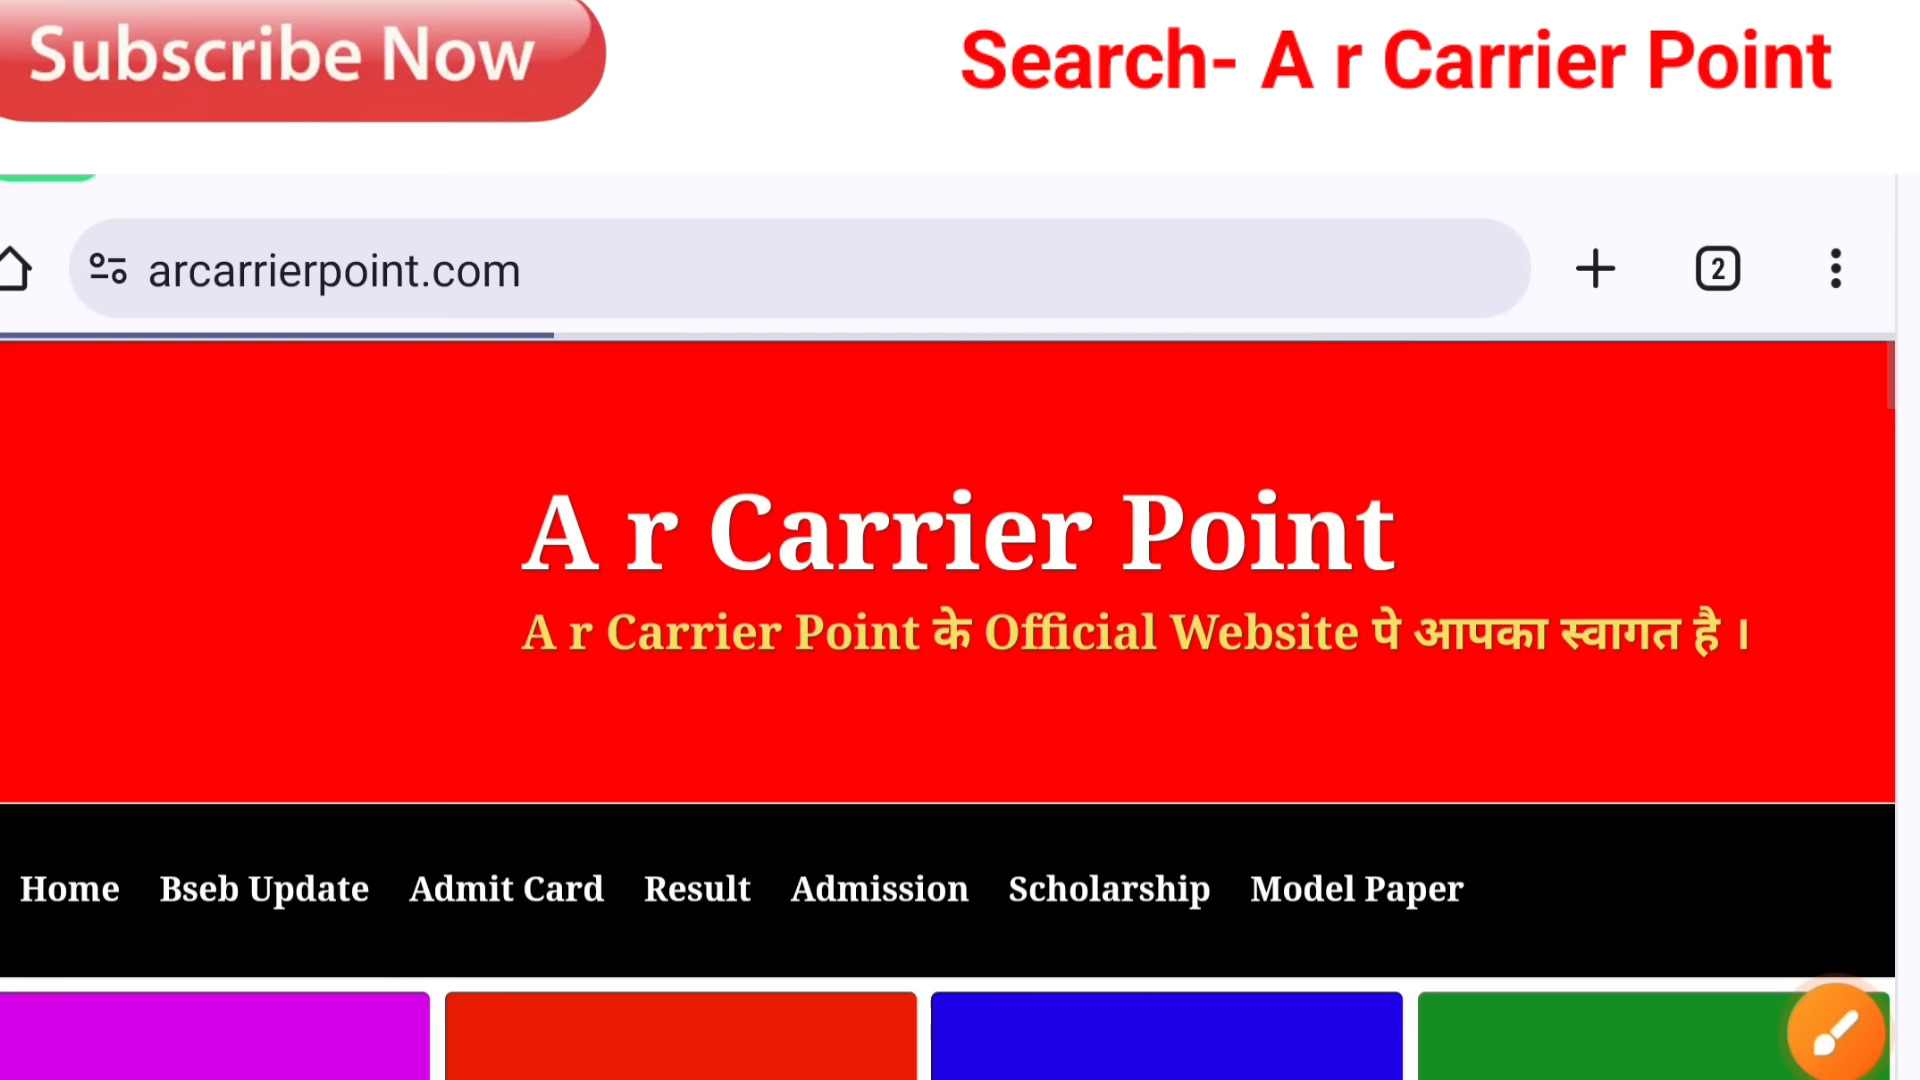 Subscribe Now
Search- A r Carrier Point
arcarrierpoint.com
2
A r Carrier Point
A r Carrier Point के Official Website पे आपका स्वागत है ।
Home Bseb Update Admit Card Result Admission Scholarship Model Paper